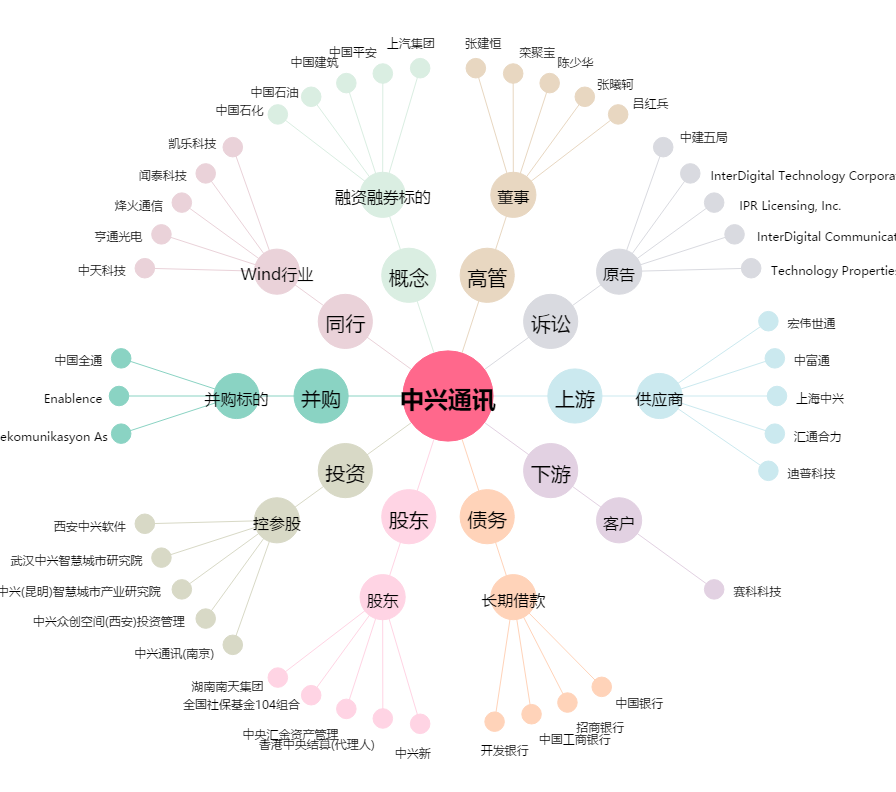 上汽集团
中国平安
中国建筑
中国石油
中国石化
融资融券标的
概念
张建恒
栾聚宝
陈少华
张曦轲
吕红兵
董事
高管
中建五局
InterDigital Technology Corpora
IPR Licensing, Inc.
InterDigital Communicat
Technology Properties
原告
诉讼
凯乐科技
闻泰科技
烽火通信
亨通光电
中天科技
Wind行业
同行
中国全通
Enablence
ekomunikasyon As
并购标的
并购
中兴通讯
上游
供应商
宏伟世通
中富通
上海中兴
汇通合力
迪普科技
投资
控参股
西安中兴软件
武汉中兴智慧城市研究院
中兴(昆明)智慧城市产业研究院
中兴众创空间(西安)投资管理
中兴通讯(南京)
下游
客户
赛科科技
股东
股东
湖南南天集团
全国社保基金104组合
中央汇金资产管理
香港中央结算(代理人)
中兴新
债务
长期借款
中国银行
招商银行
中国工商银行
开发银行